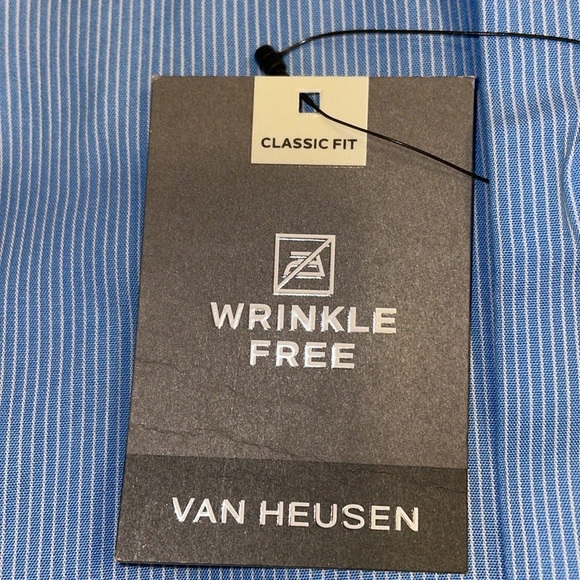 CLASSIC FIT
WRINKLE
FREE
VAN HEUSEN